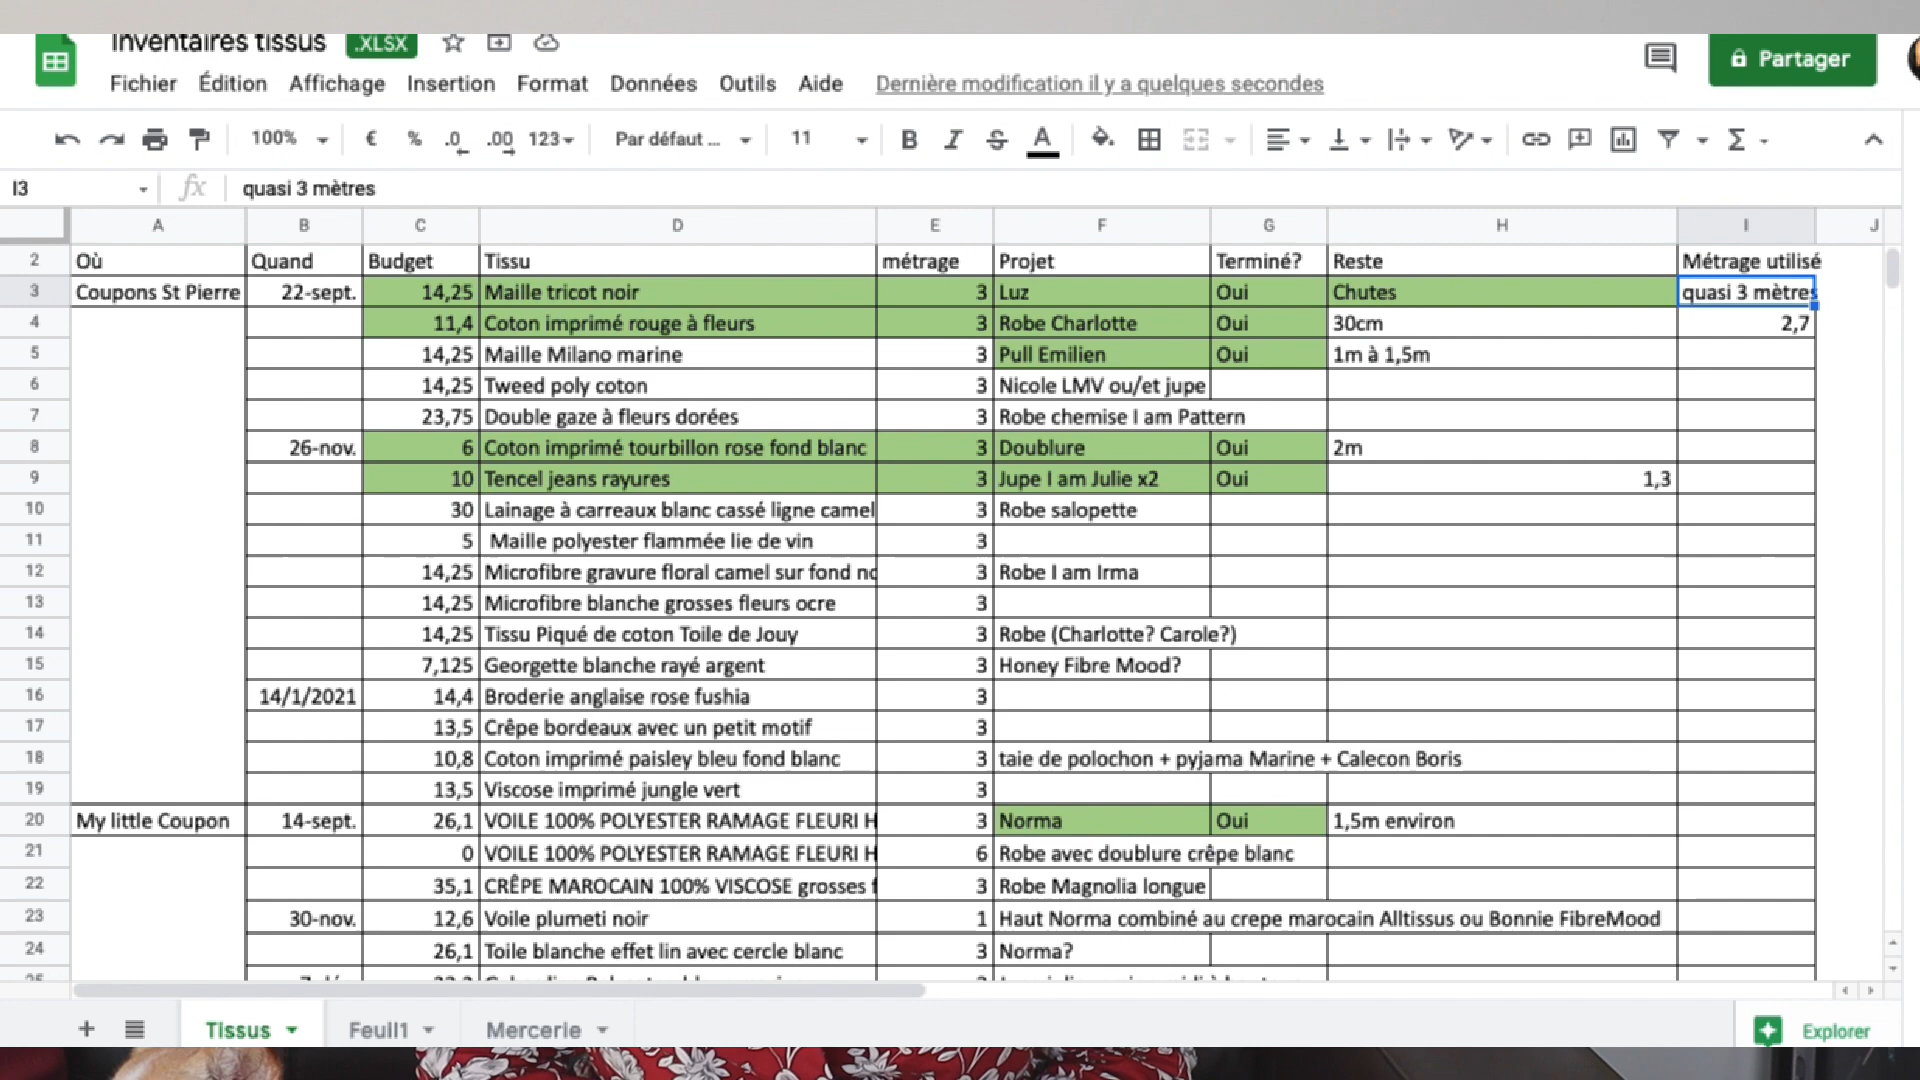 Inventaires tissus .XLSX
Fichier Édition Affichage Insertion Format Données Outils Aide Dernière modification il y a quelques secondes
Partager
100% € % .0 .00 123 Par défaut ... 11 B I S A Σ
I3 fx quasi 3 mètres
A B C D E F G H I J
2 Où Quand Budget Tissu métrage Projet Terminé? Reste Métrage utilisé
3 Coupons St Pierre 22-sept. 14,25 Maille tricot noir 3 Luz Oui Chutes quasi 3 mètres
4 11,4 Coton imprimé rouge à fleurs 3 Robe Charlotte Oui 30cm 2,7
5 14,25 Maille Milano marine 3 Pull Emilien Oui 1m à 1,5m
6 14,25 Tweed poly coton 3 Nicole LMV ou/et jupe
7 23,75 Double gaze à fleurs dorées 3 Robe chemise I am Pattern
8 26-nov. 6 Coton imprimé tourbillon rose fond blanc 3 Doublure Oui 2m
9 10 Tencel jeans rayures 3 Jupe I am Julie x2 Oui 1,3
10 30 Lainage à carreaux blanc cassé ligne camel 3 Robe salopette
11 5 Maille polyester flammée lie de vin 3
12 14,25 Microfibre gravure floral camel sur fond no 3 Robe I am Irma
13 14,25 Microfibre blanche grosses fleurs ocre 3
14 14,25 Tissu Piqué de coton Toile de Jouy 3 Robe (Charlotte? Carole?)
15 7,125 Georgette blanche rayé argent 3 Honey Fibre Mood?
16 14/1/2021 14,4 Broderie anglaise rose fushia 3
17 13,5 Crêpe bordeaux avec un petit motif 3
18 10,8 Coton imprimé paisley bleu fond blanc 3 taie de polochon + pyjama Marine + Calecon Boris
19 13,5 Viscose imprimé jungle vert 3
20 My little Coupon 14-sept. 26,1 VOILE 100% POLYESTER RAMAGE FLEURI H 3 Norma Oui 1,5m environ
21 0 VOILE 100% POLYESTER RAMAGE FLEURI H 6 Robe avec doublure crêpe blanc
22 35,1 CRÊPE MAROCAIN 100% VISCOSE grosses f 3 Robe Magnolia longue
23 30-nov. 12,6 Voile plumeti noir 1 Haut Norma combiné au crepe marocain Alltissus ou Bonnie FibreMood
24 26,1 Toile blanche effet lin avec cercle blanc 3 Norma?
Tissus Feuil1 Mercerie
Explorer